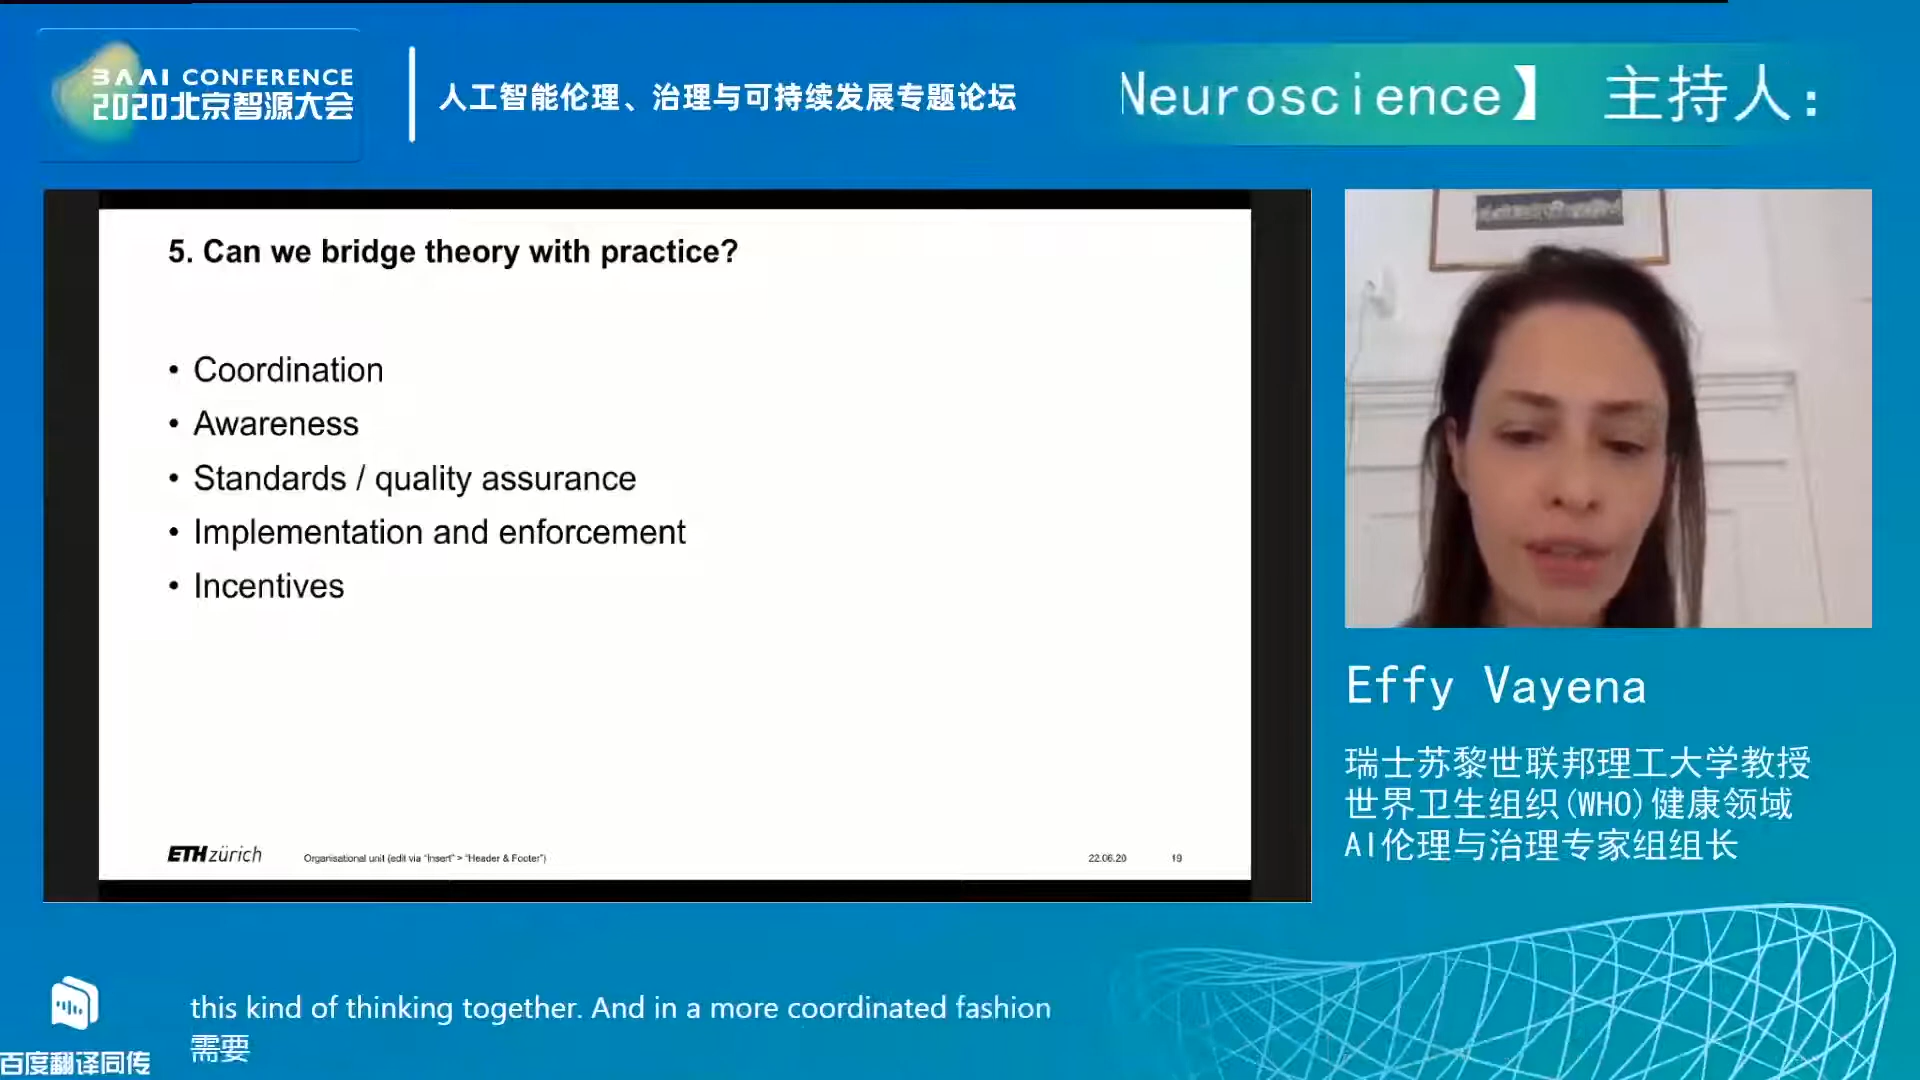 BAAI CONFERENCE
2020北京智源大会
人工智能伦理、治理与可持续发展专题论坛
Neuroscience】 主持人：
5. Can we bridge theory with practice?
• Coordination
• Awareness
• Standards / quality assurance
• Implementation and enforcement
• Incentives
ETH zürich
Organisational unit (edit via "Insert" > "Header & Footer")
22.06.20
19
Effy Vayena
瑞士苏黎世联邦理工大学教授
世界卫生组织(WHO)健康领域
AI伦理与治理专家组组长
this kind of thinking together. And in a more coordinated fashion
需要
百度翻译同传